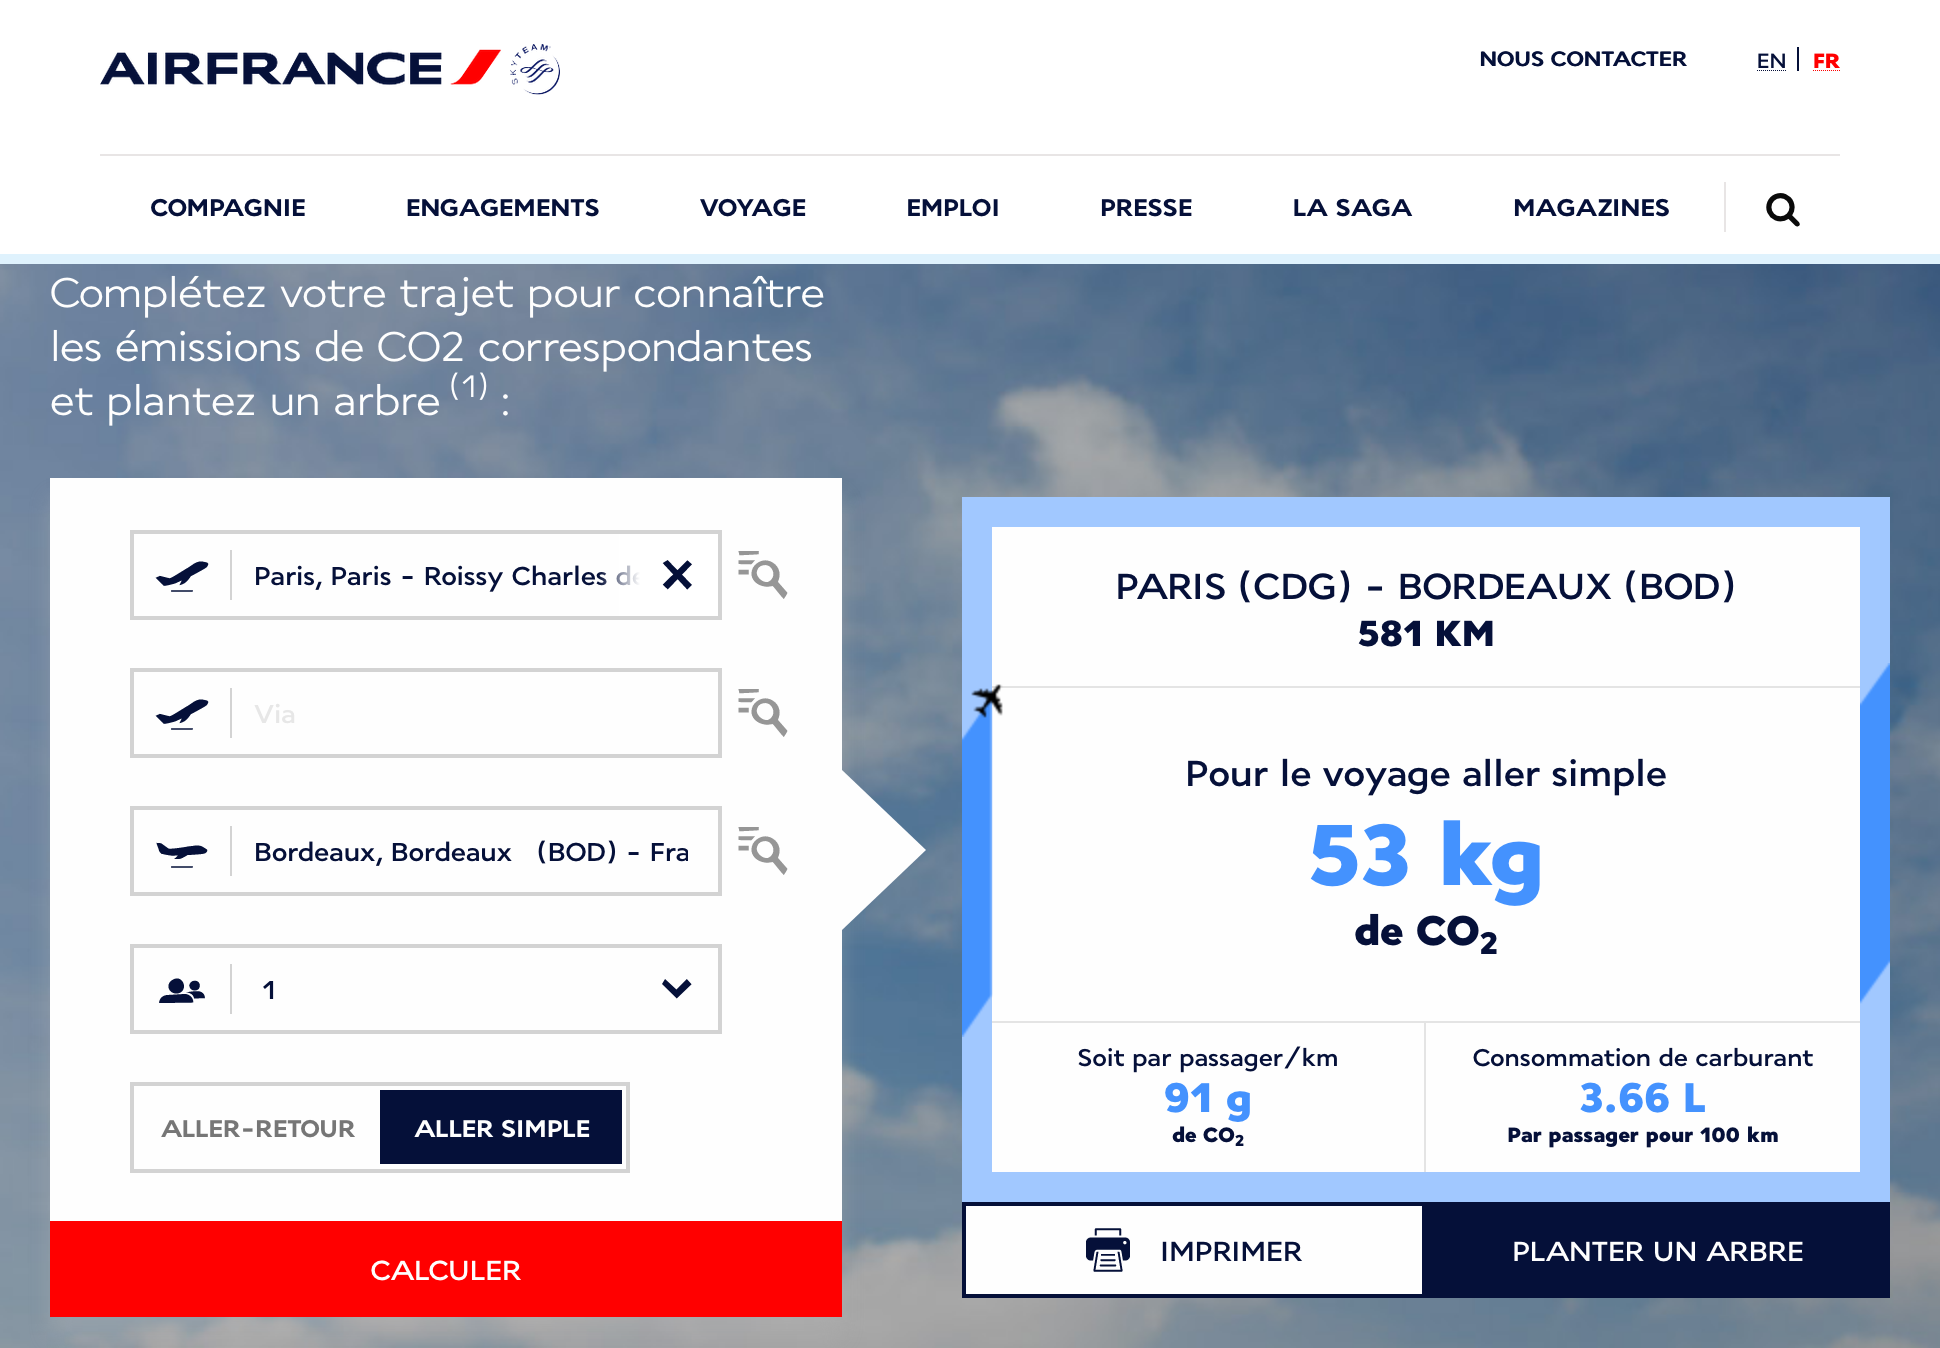 AIRFRANCE
SKYTEAM
NOUS CONTACTER
EN | FR
COMPAGNIE
ENGAGEMENTS
VOYAGE
EMPLOI
PRESSE
LA SAGA
MAGAZINES
Complétez votre trajet pour connaître
les émissions de CO2 correspondantes
et plantez un arbre (1) :
Paris, Paris - Roissy Charles de
Via
Bordeaux, Bordeaux (BOD) - Fra
1
ALLER-RETOUR
ALLER SIMPLE
CALCULER
PARIS (CDG) - BORDEAUX (BOD)
581 KM
Pour le voyage aller simple
53 kg
de CO₂
Soit par passager/km
91 g
de CO₂
Consommation de carburant
3.66 L
Par passager pour 100 km
IMPRIMER
PLANTER UN ARBRE